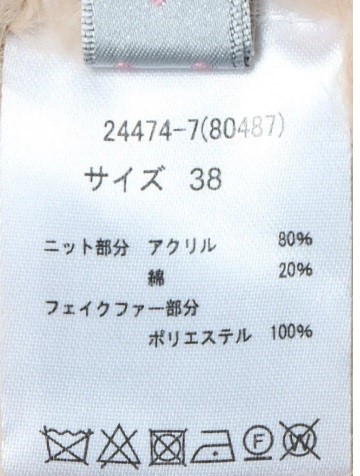 24474-7(80487)
サイズ 38
ニット部分 アクリル 80%
綿 20%
フェイクファー部分
ポリエステル 100%
F W